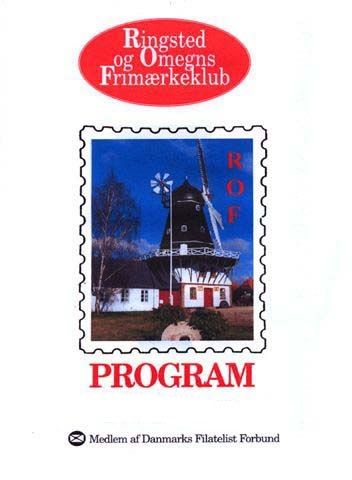 Ringsted
og Omegns
Frimærkeklub
R
O
F
PROGRAM
Medlem af Danmarks Filatelist Forbund